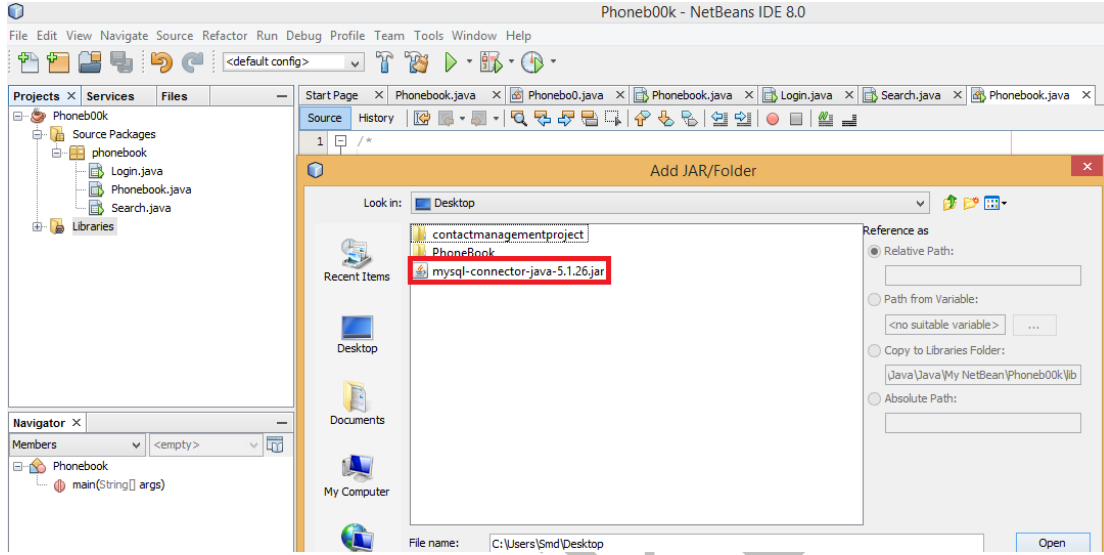 Phoneb00k - NetBeans IDE 8.0
File Edit View Navigate Source Refactor Run Debug Profile Team Tools Window Help
<default config>
Projects Services Files
Start Page Phonebook.java Phonebo0.java Phonebook.java Login.java Search.java Phonebook.java
Source History
Phoneb00k
Source Packages
phonebook
Login.java
Phonebook.java
Search.java
Libraries
1 /*
Add JAR/Folder
Look in: Desktop
contactmanagementproject
PhoneBook
mysql-connector-java-5.1.26.jar
Recent Items
Desktop
Documents
My Computer
Reference as
Relative Path:
Path from Variable:
<no suitable variable> ...
Copy to Libraries Folder:
\Java\Java\My NetBean\Phoneb00k\lib
Absolute Path:
Navigator
Members <empty>
Phonebook
main(String[] args)
File name: C:\Users\Smd\Desktop
Open